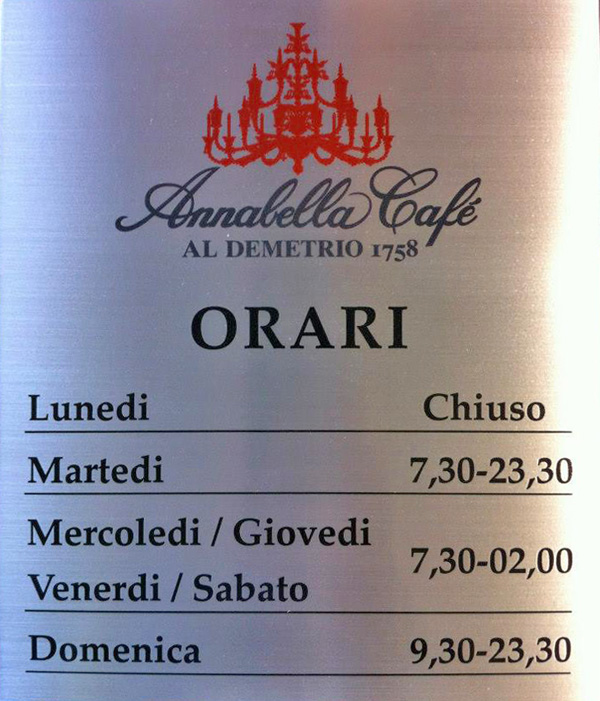 Annabella Café
AL DEMETRIO 1758
ORARI
Lunedi Chiuso
Martedi 7,30-23,30
Mercoledi / Giovedi
7,30-02,00
Venerdi / Sabato
Domenica 9,30-23,30